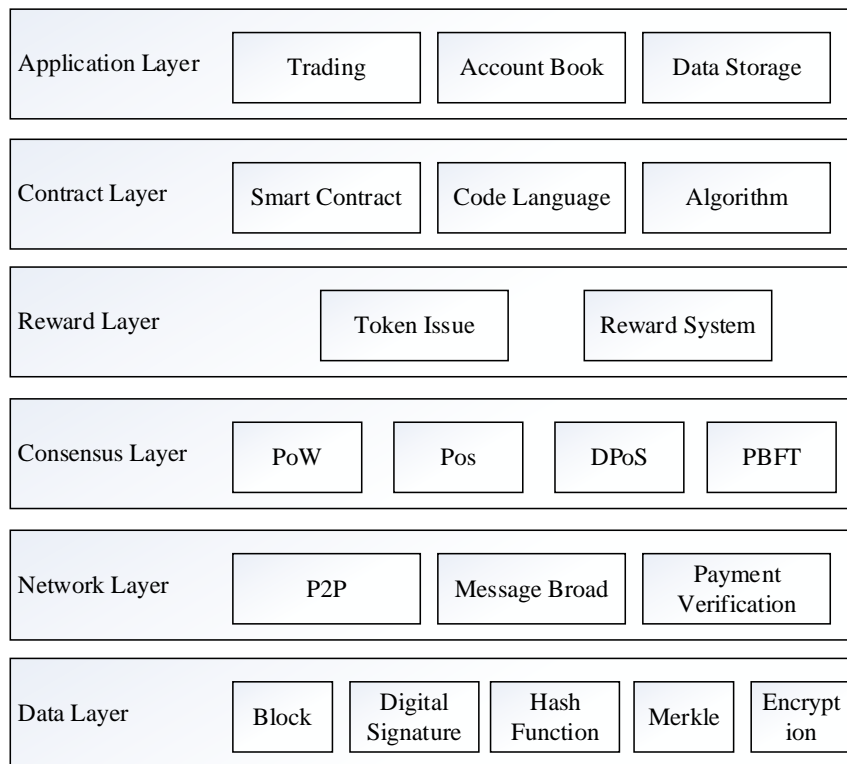 Application Layer
Trading
Account Book
Data Storage
Contract Layer
Smart Contract
Code Language
Algorithm
Reward Layer
Token Issue
Reward System
Consensus Layer
PoW
Pos
DPoS
PBFT
Network Layer
P2P
Message Broad
Payment
Verification
Data Layer
Block
Digital
Signature
Hash
Function
Merkle
Encrypt
ion